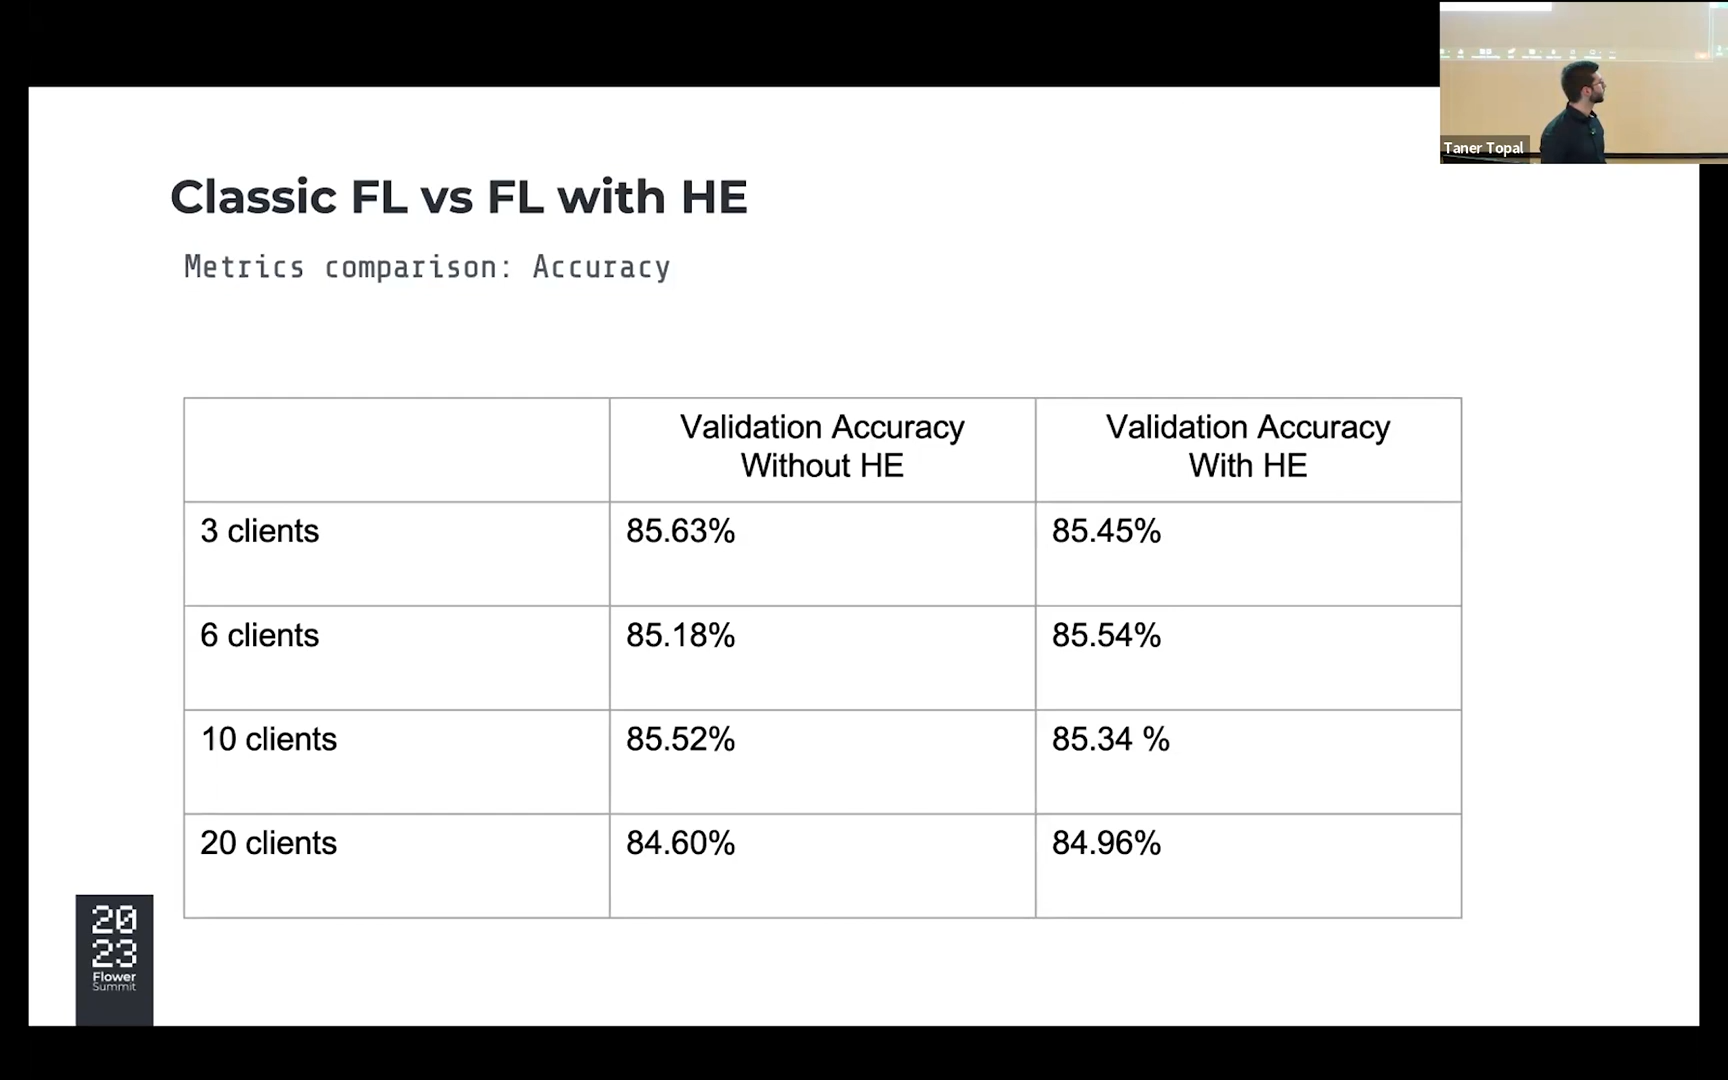 Taner Topal
Classic FL vs FL with HE
Metrics comparison: Accuracy
Validation Accuracy
Without HE
Validation Accuracy
With HE
3 clients
85.63%
85.45%
6 clients
85.18%
85.54%
10 clients
85.52%
85.34 %
20 clients
84.60%
84.96%
20
23
Flower
Summit